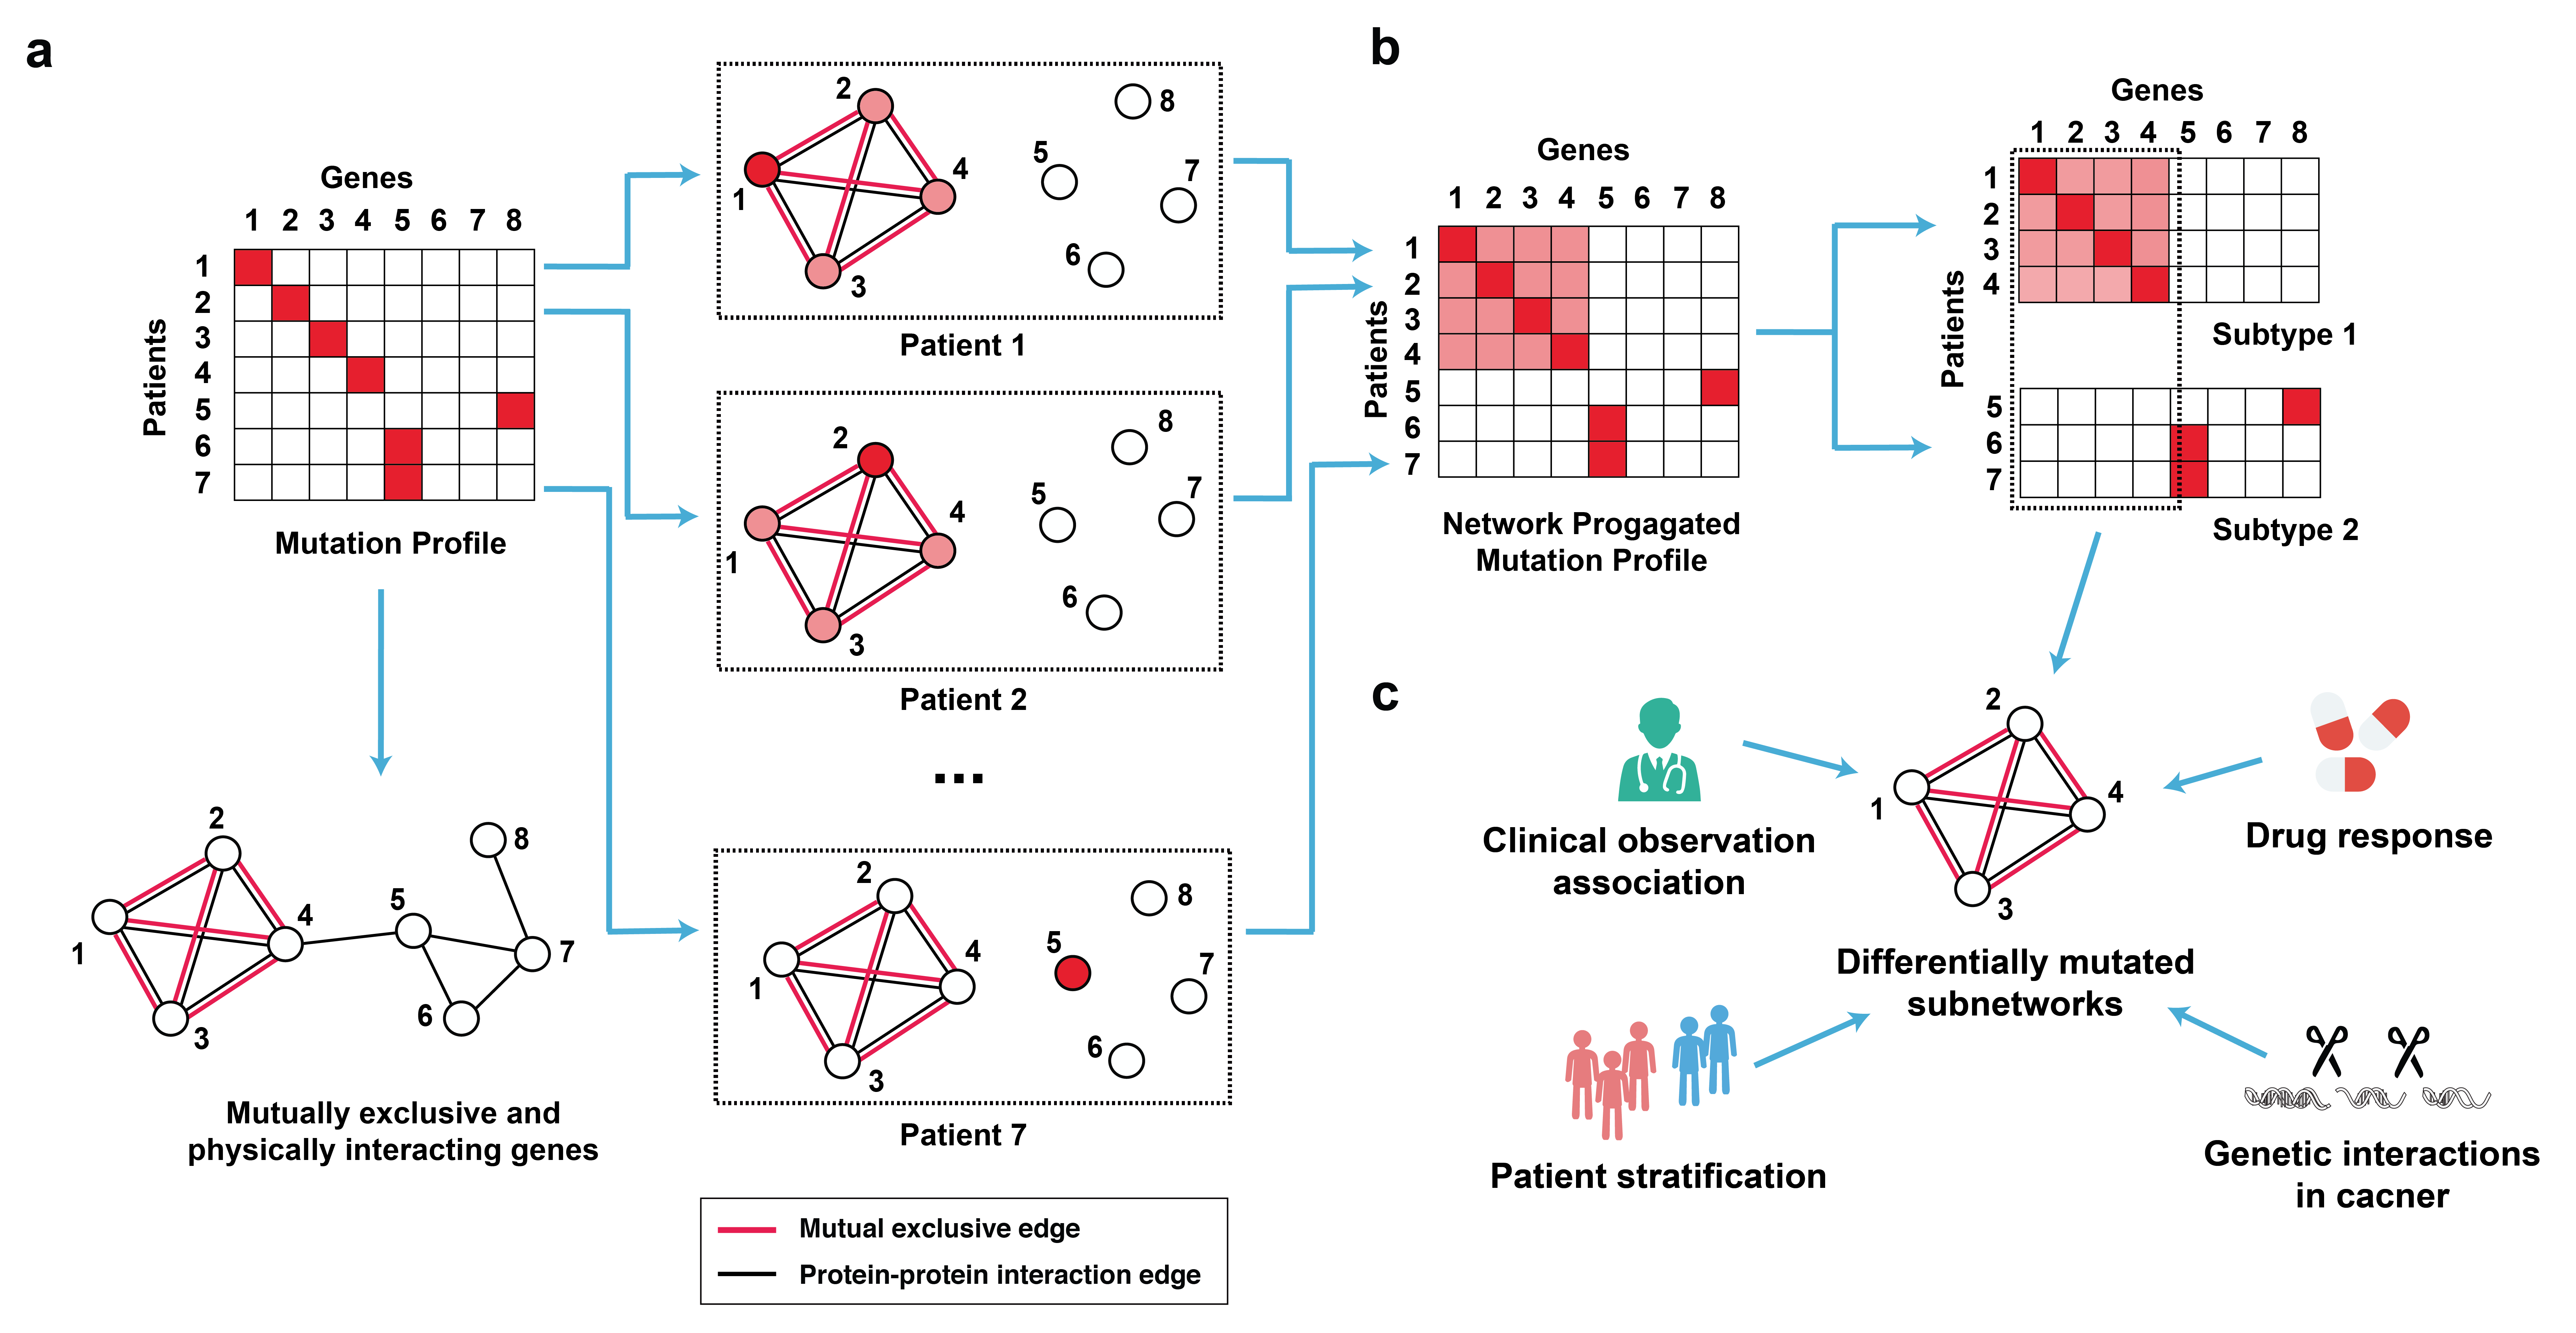 a
Genes
1 2 3 4 5 6 7 8
Patients
1
2
3
4
5
6
7
Mutation Profile
2
1
3
4
5
6
7
8
Mutually exclusive and
physically interacting genes
2
1
4
3
5
8
7
6
Patient 1
2
1
4
3
5
8
7
6
Patient 2
...
2
1
4
3
5
8
7
6
Patient 7
Mutual exclusive edge
Protein-protein interaction edge
b
Genes
1 2 3 4 5 6 7 8
Patients
1
2
3
4
5
6
7
Network Progagated
Mutation Profile
Genes
1 2 3 4 5 6 7 8
Patients
1
2
3
4
Subtype 1
5
6
7
Subtype 2
c
Clinical observation
association
2
1
4
3
Drug response
Differentially mutated
subnetworks
Patient stratification
Genetic interactions
in cacner